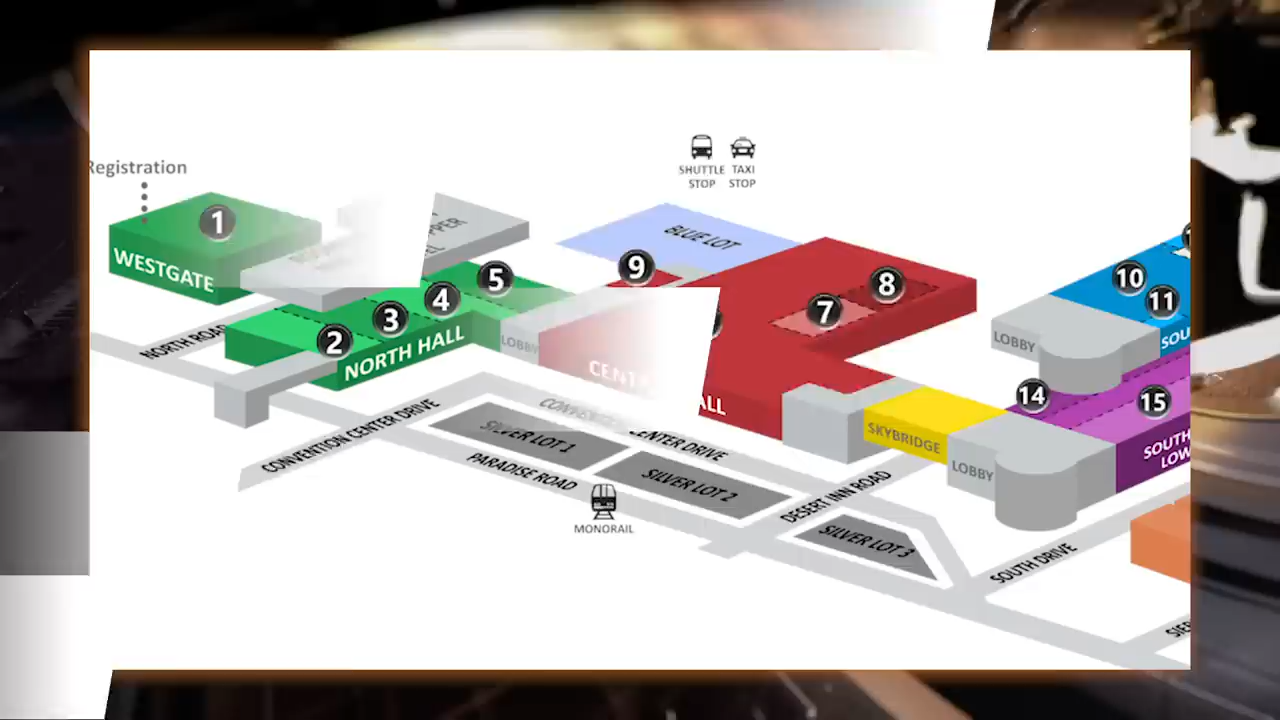 Registration
SHUTTLE STOP
TAXI STOP
1
WESTGATE
BLUE LOT
9
5
4
3
2
NORTH HALL
NORTH ROAD
LOBBY
8
7
10
11
LOBBY
14
15
SKYBRIDGE
LOBBY
CONVENTION CENTER DRIVE
CENTER DRIVE
SILVER LOT 1
PARADISE ROAD
SILVER LOT 2
MONORAIL
DESERT INN ROAD
SILVER LOT 3
SOUTH DRIVE